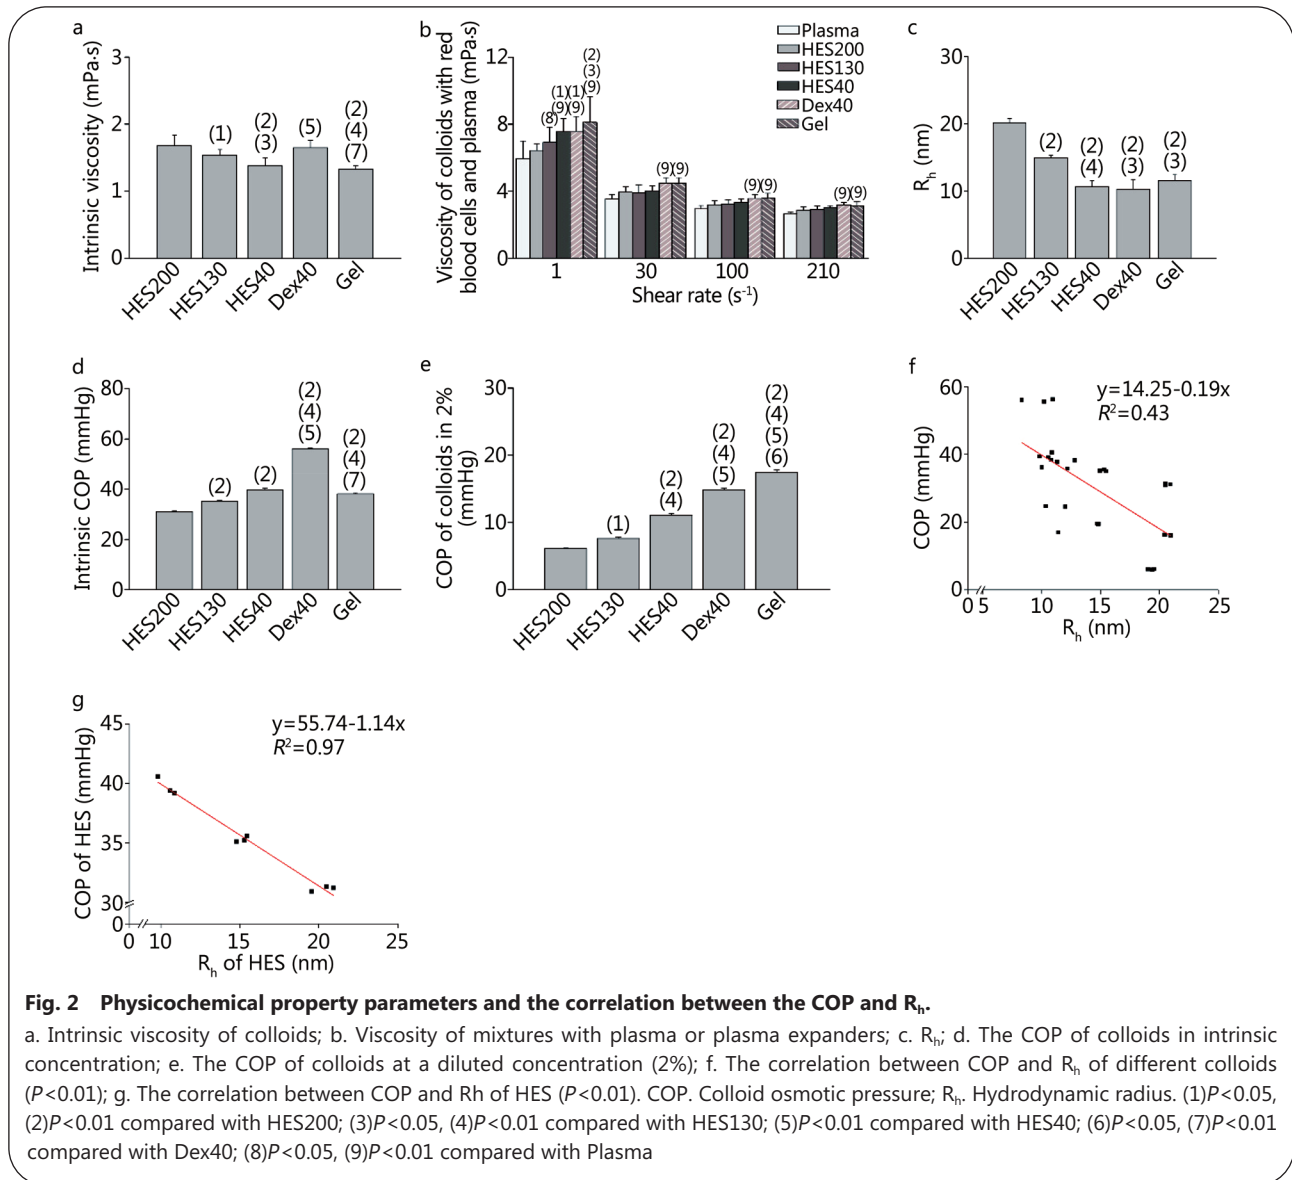 a
Intrinsic viscosity (mPa·s)
3
2
1
0
(1)
(2)
(3)
(5)
(2)
(4)
(7)
HES200
HES130
HES40
Dex40
Gel
b
Viscosity of colloids with red
blood cells and plasma (mPa·s)
12
8
4
0
(8)
(1)
(9)
(1)
(9)
(2)
(3)
(9)
(9)(9)
(9)(9)
(9)(9)
Plasma
HES200
HES130
HES40
Dex40
Gel
1
30
100
210
Shear rate (s-1)
c
Rh (nm)
30
20
10
0
(2)
(2)
(4)
(2)
(3)
(2)
(3)
HES200
HES130
HES40
Dex40
Gel
d
Intrinsic COP (mmHg)
80
60
40
20
0
(2)
(2)
(2)
(4)
(5)
(2)
(4)
(7)
HES200
HES130
HES40
Dex40
Gel
e
COP of colloids in 2%
(mmHg)
30
20
10
0
(1)
(2)
(4)
(2)
(4)
(5)
(2)
(4)
(5)
(6)
HES200
HES130
HES40
Dex40
Gel
f
COP (mmHg)
60
40
20
0
y=14.25-0.19x
R2=0.43
0 5 10 15 20 25
Rh (nm)
g
COP of HES (mmHg)
45
40
35
30
0
y=55.74-1.14x
R2=0.97
0 10 15 20 25
Rh of HES (nm)
Fig. 2 Physicochemical property parameters and the correlation between the COP and Rh.
a. Intrinsic viscosity of colloids; b. Viscosity of mixtures with plasma or plasma expanders; c. Rh; d. The COP of colloids in intrinsic
concentration; e. The COP of colloids at a diluted concentration (2%); f. The correlation between COP and Rh of different colloids
(P<0.01); g. The correlation between COP and Rh of HES (P<0.01). COP. Colloid osmotic pressure; Rh. Hydrodynamic radius. (1)P<0.05,
(2)P<0.01 compared with HES200; (3)P<0.05, (4)P<0.01 compared with HES130; (5)P<0.01 compared with HES40; (6)P<0.05, (7)P<0.01
compared with Dex40; (8)P<0.05, (9)P<0.01 compared with Plasma